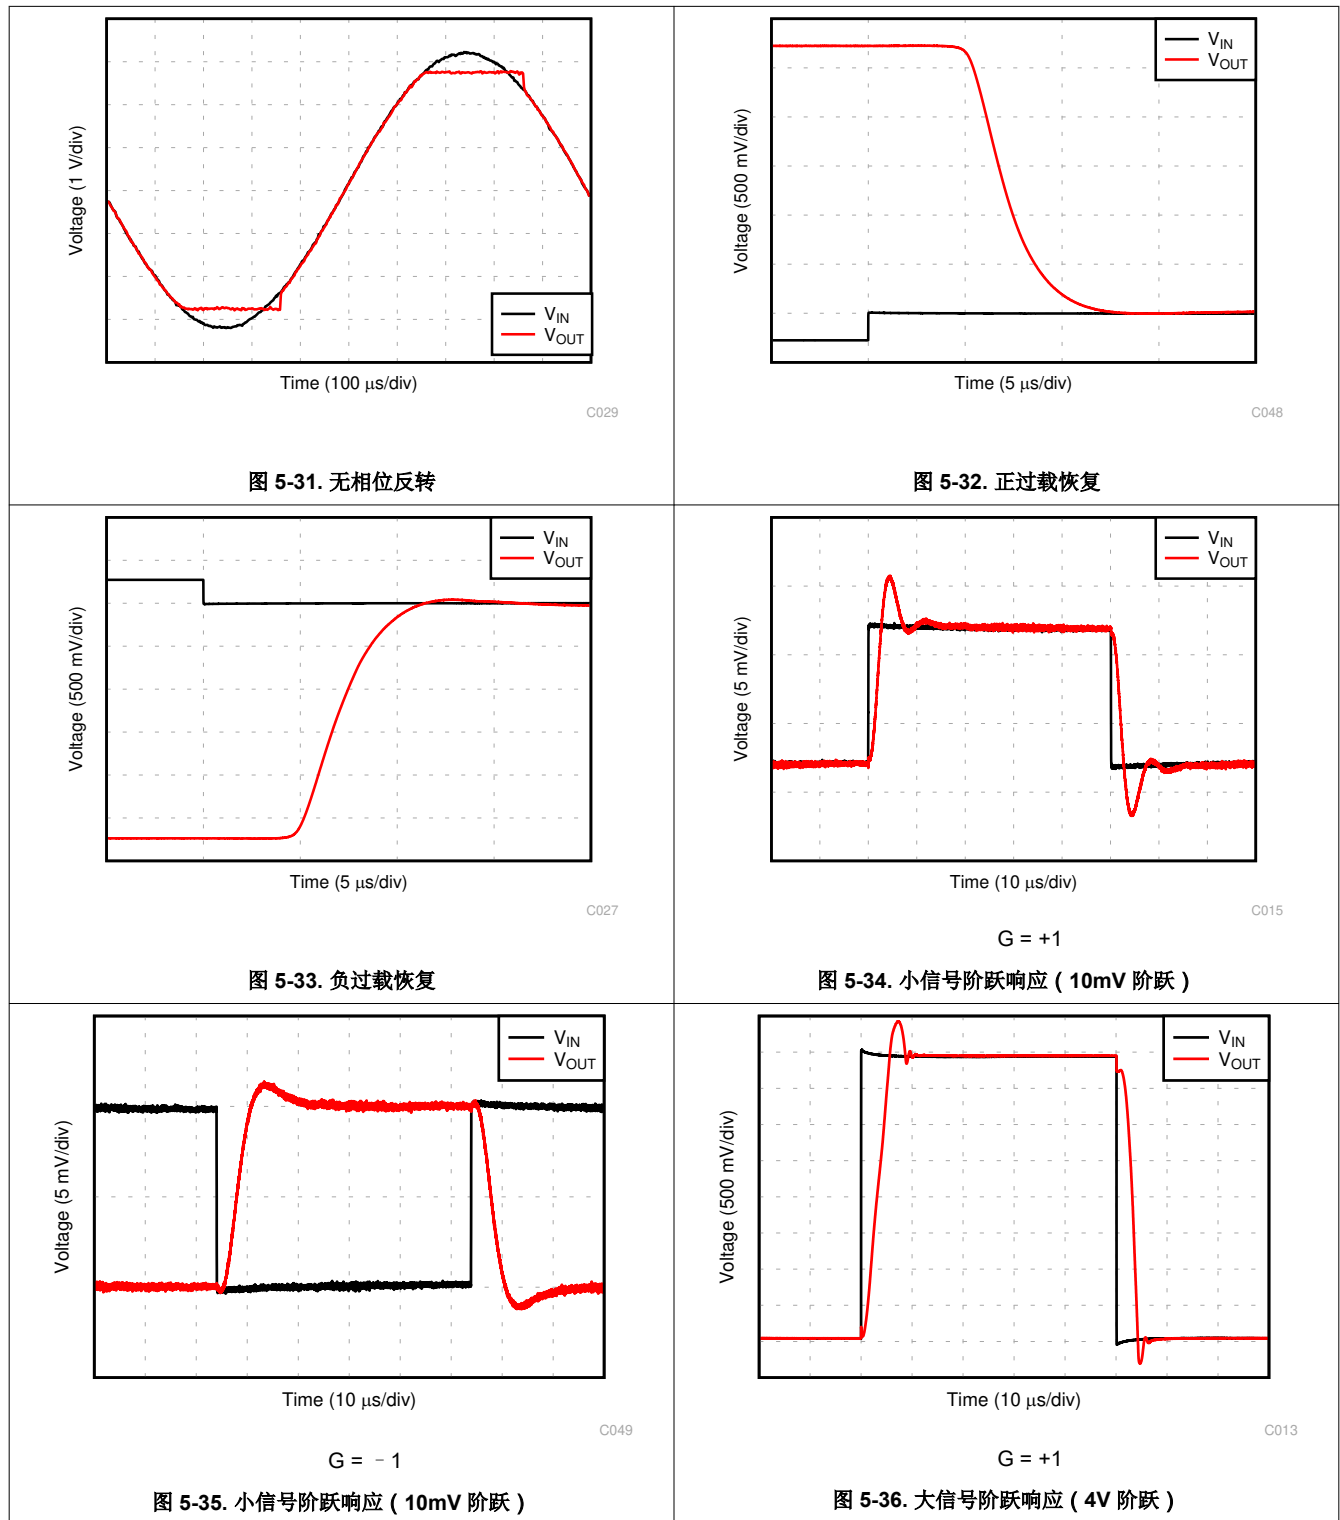 Voltage (1 V/div)
VIN
VOUT
Time (100 μs/div)
C029
图 5-31. 无相位反转
Voltage (500 mV/div)
VIN
VOUT
Time (5 μs/div)
C048
图 5-32. 正过载恢复
Voltage (500 mV/div)
VIN
VOUT
Time (5 μs/div)
C027
图 5-33. 负过载恢复
Voltage (5 mV/div)
VIN
VOUT
Time (10 μs/div)
C015
G = +1
图 5-34. 小信号阶跃响应（10mV 阶跃）
Voltage (5 mV/div)
VIN
VOUT
Time (10 μs/div)
C049
G = −1
图 5-35. 小信号阶跃响应（10mV 阶跃）
Voltage (500 mV/div)
VIN
VOUT
Time (10 μs/div)
C013
G = +1
图 5-36. 大信号阶跃响应（4V 阶跃）